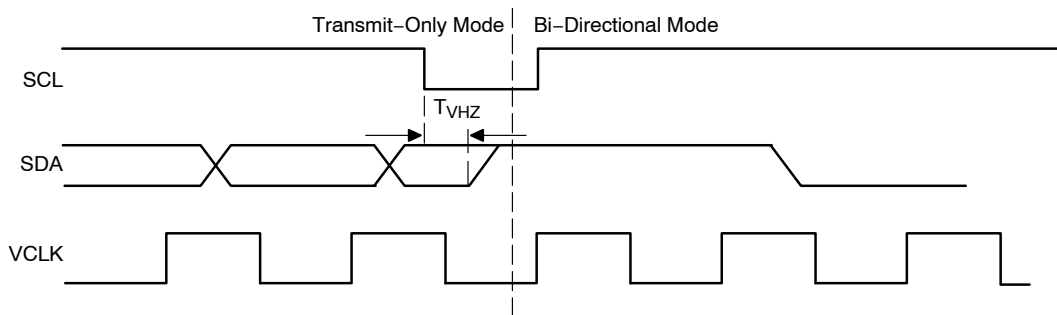 Transmit−Only Mode
Bi−Directional Mode
SCL
TVHZ
SDA
VCLK